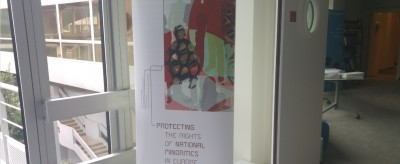 PROTECTING
THE RIGHTS
OF NATIONAL
MINORITIES
IN EUROPE